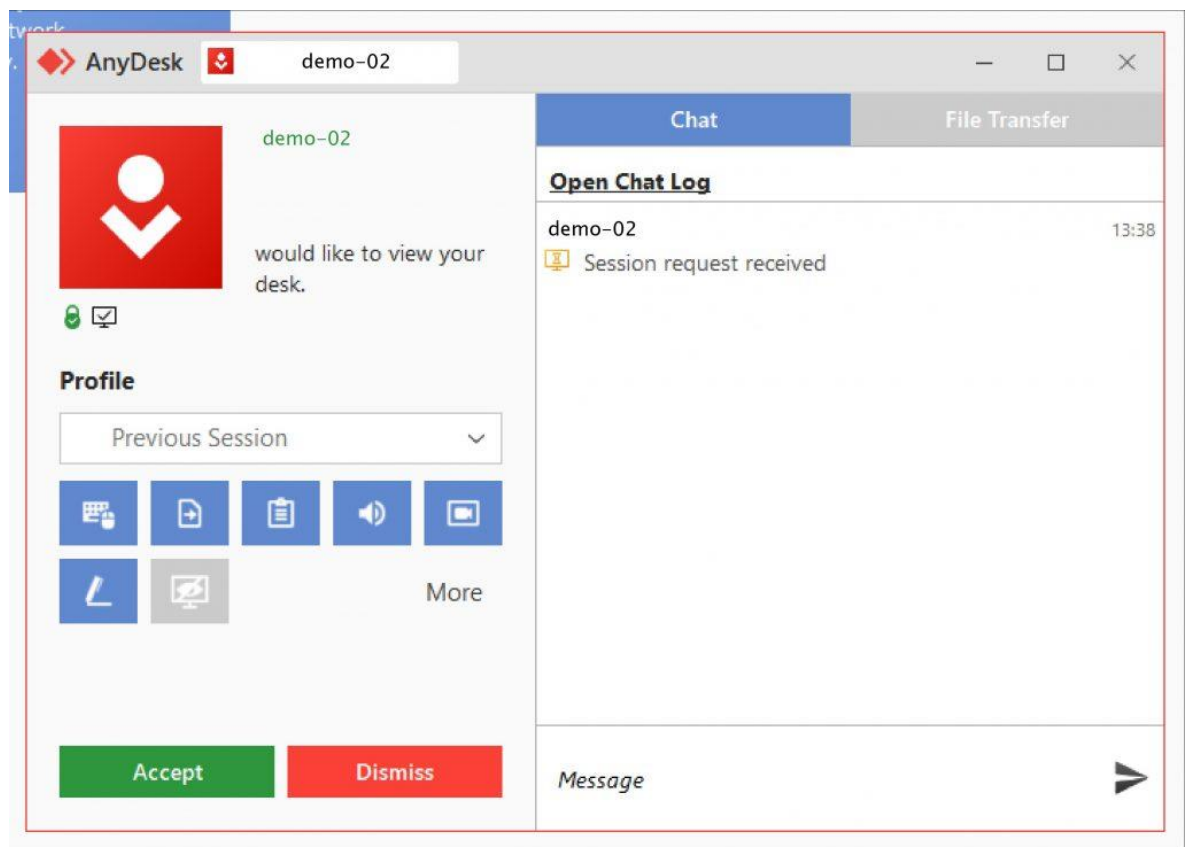 twork
AnyDesk
demo-02
demo-02
would like to view your
desk.
Profile
Previous Session
More
Accept
Dismiss
Chat
File Transfer
Open Chat Log
demo-02
13:38
Session request received
Message